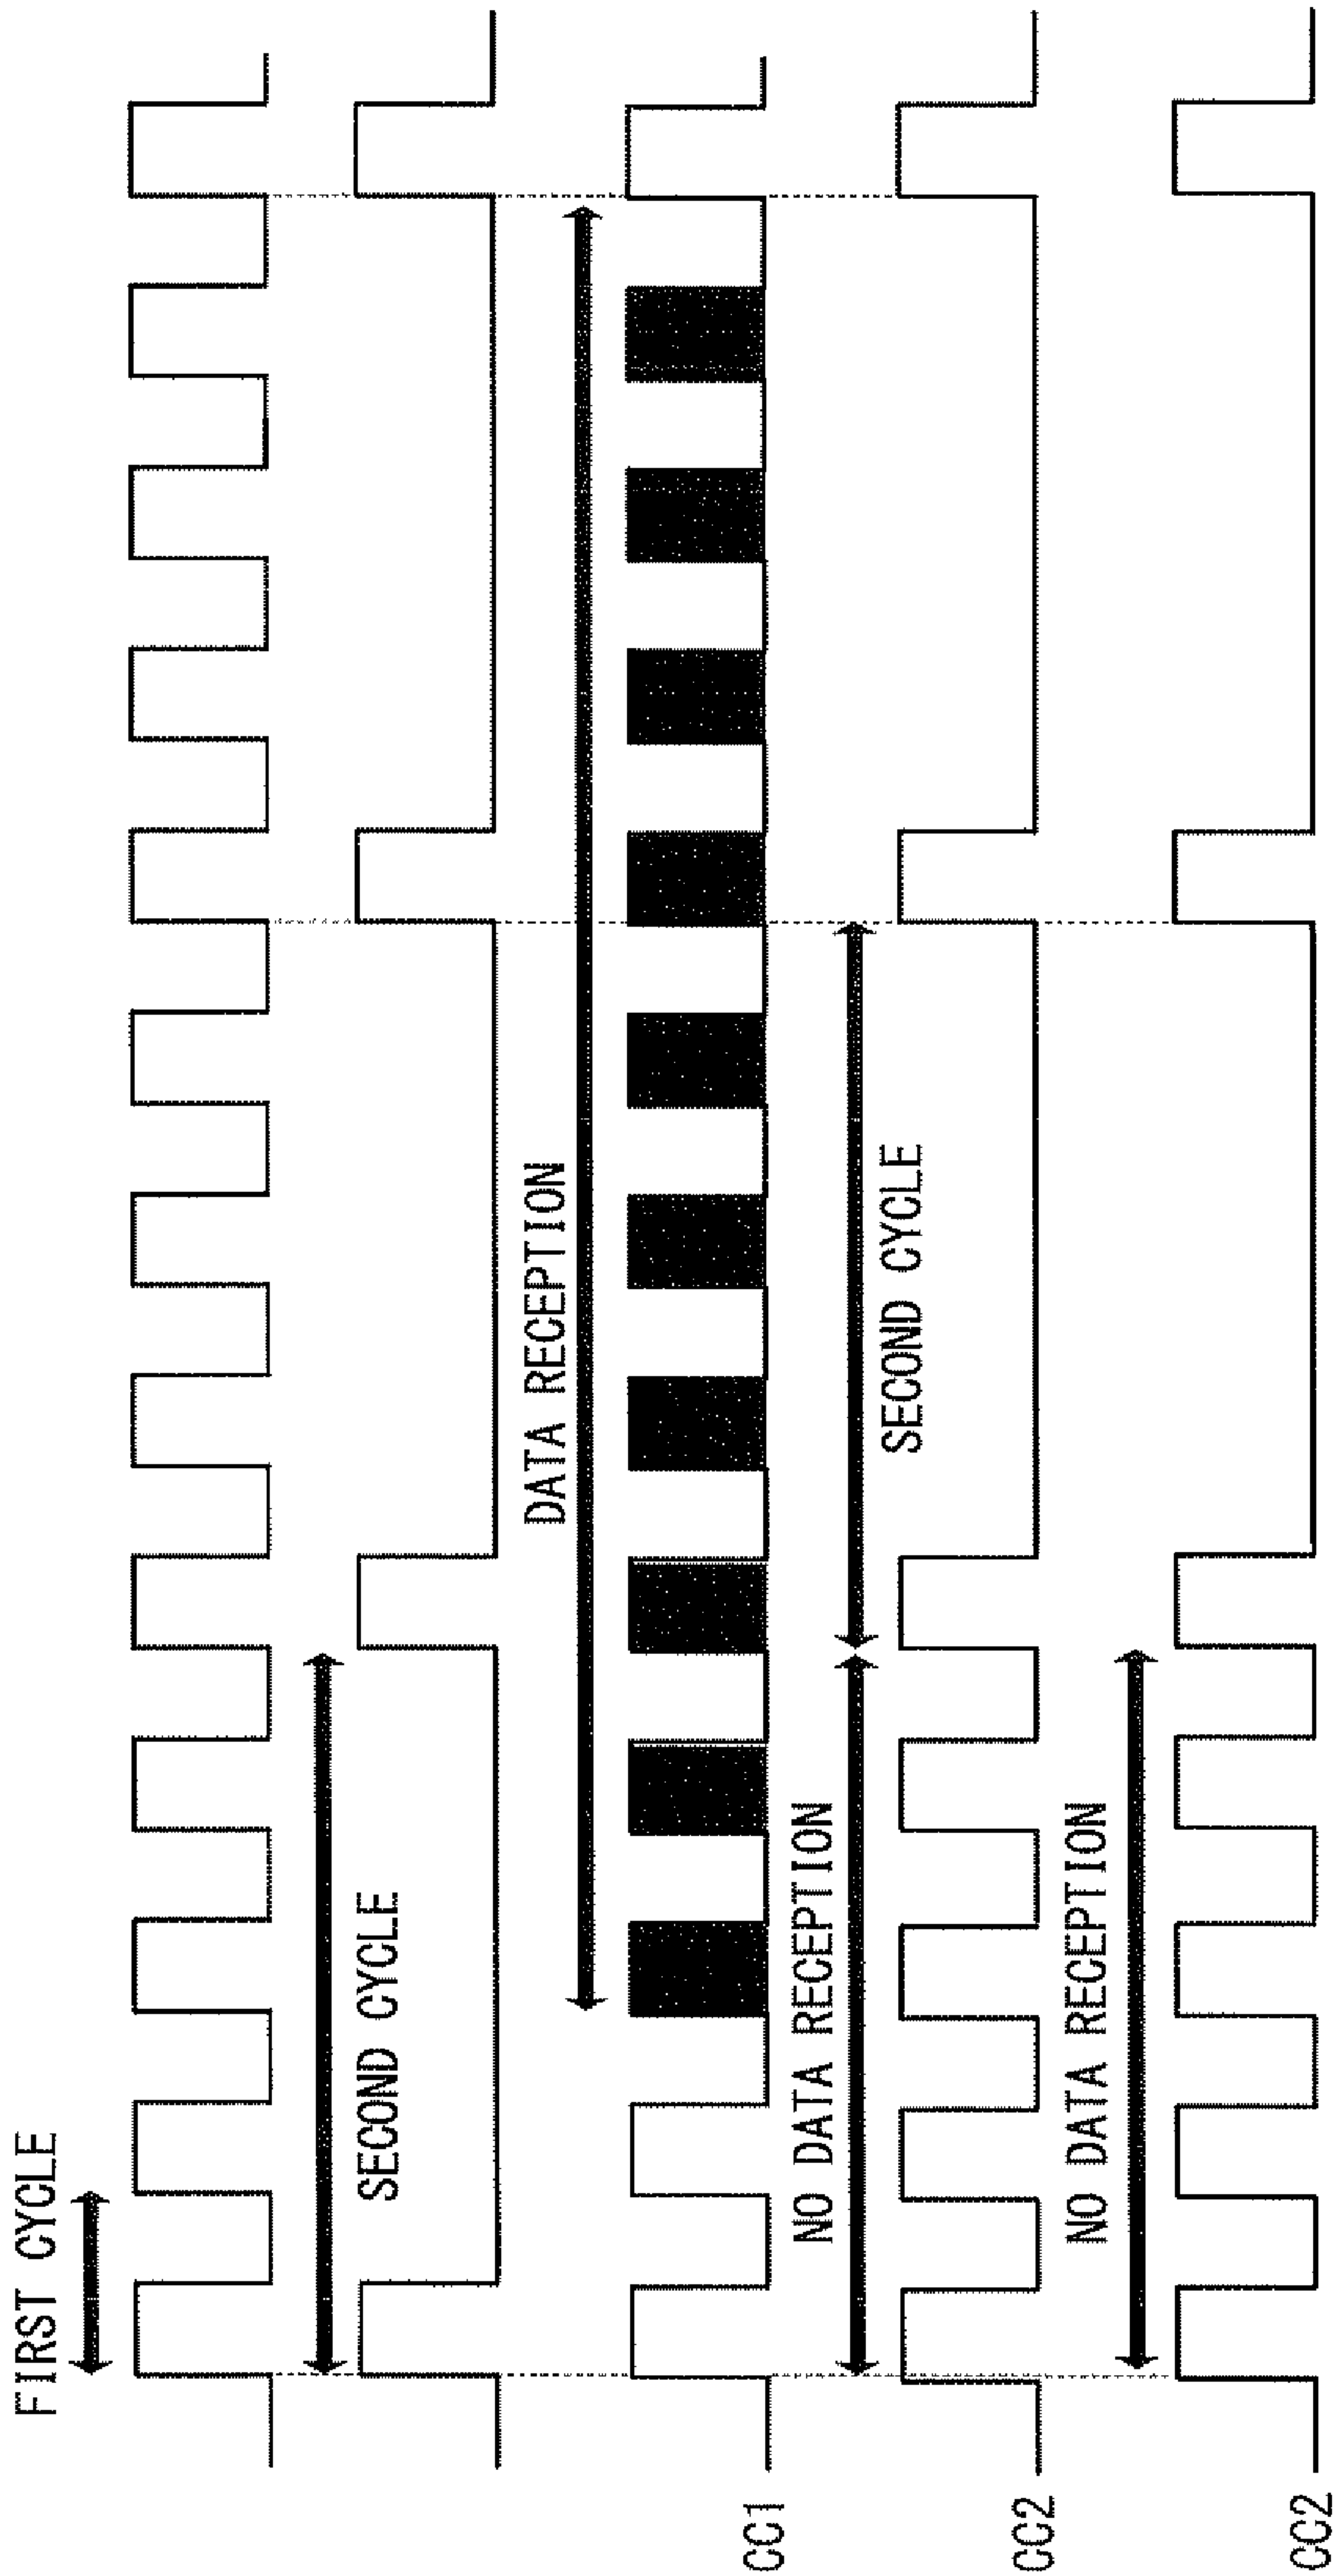 FIRST CYCLE
SECOND CYCLE
DATA RECEPTION
CC1
NO DATA RECEPTION
SECOND CYCLE
CC2
NO DATA RECEPTION
CC2